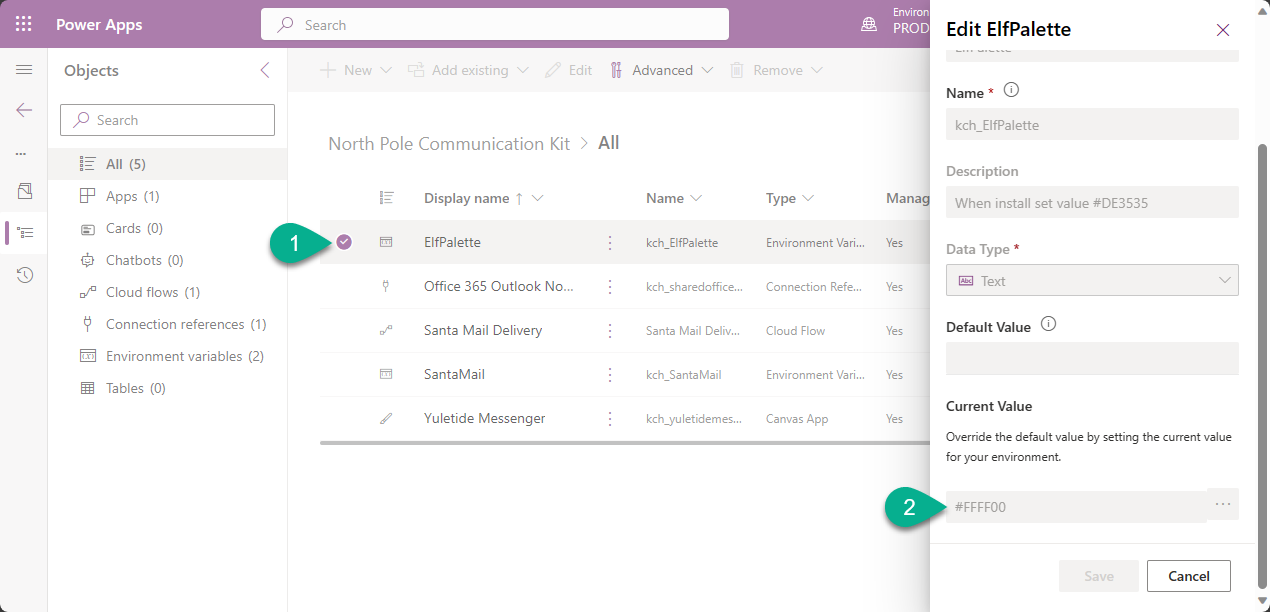 Power Apps
Search
Environ
PROD
Objects
Search
All (5)
Apps (1)
Cards (0)
Chatbots (0)
Cloud flows (1)
Connection references (1)
Environment variables (2)
Tables (0)
New
Add existing
Edit
Advanced
Remove
North Pole Communication Kit > All
Display name ↑ Name Type Manag
1
ElfPalette kch_ElfPalette Environment Vari... Yes
Office 365 Outlook No... kch_sharedoffice... Connection Refe... Yes
Santa Mail Delivery Santa Mail Deliv... Cloud Flow Yes
SantaMail kch_SantaMail Environment Vari... Yes
Yuletide Messenger kch_yuletidemes... Canvas App Yes
Edit ElfPalette
ElfPalette
Name *
kch_ElfPalette
Description
When install set value #DE3535
Data Type *
Abc Text
Default Value
Current Value
Override the default value by setting the current value
for your environment.
2
#FFFF00
Save
Cancel